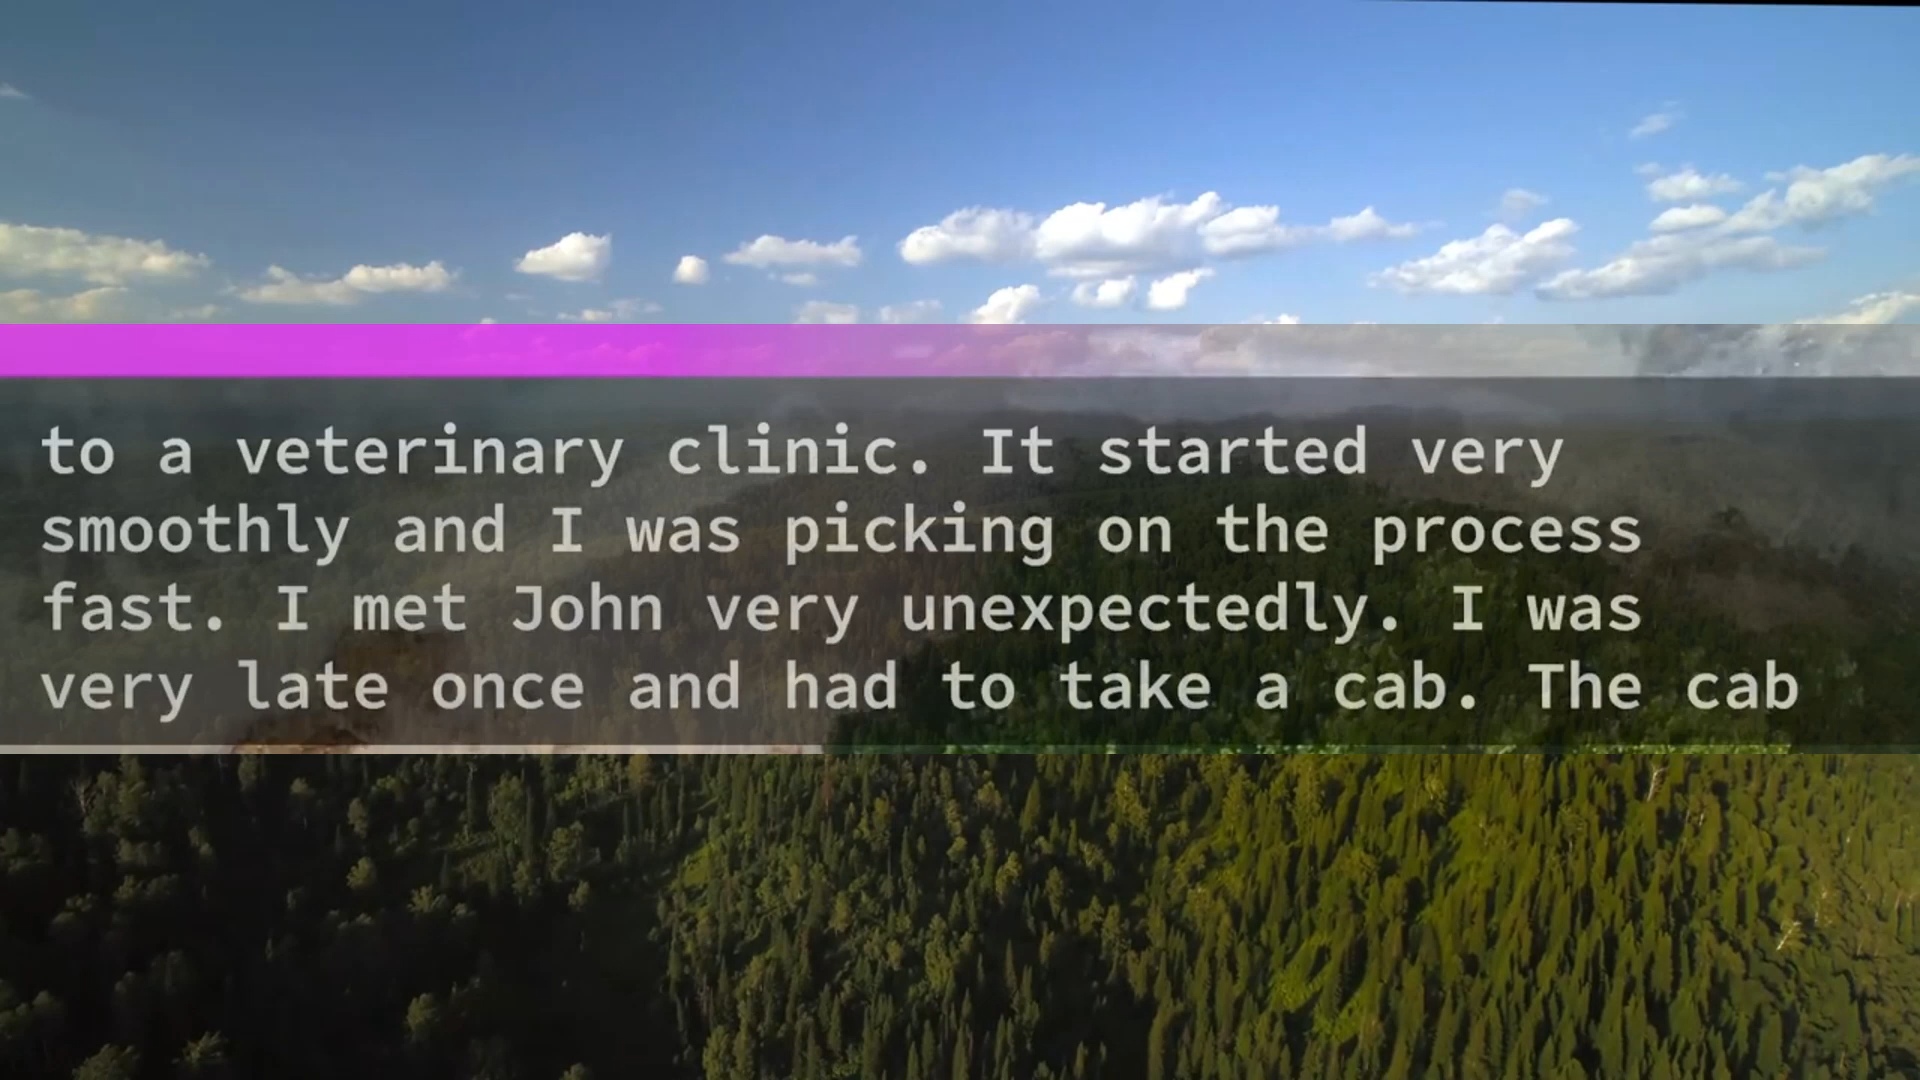 to a veterinary clinic. It started very
smoothly and I was picking on the process
fast. I met John very unexpectedly. I was
very late once and had to take a cab. The cab